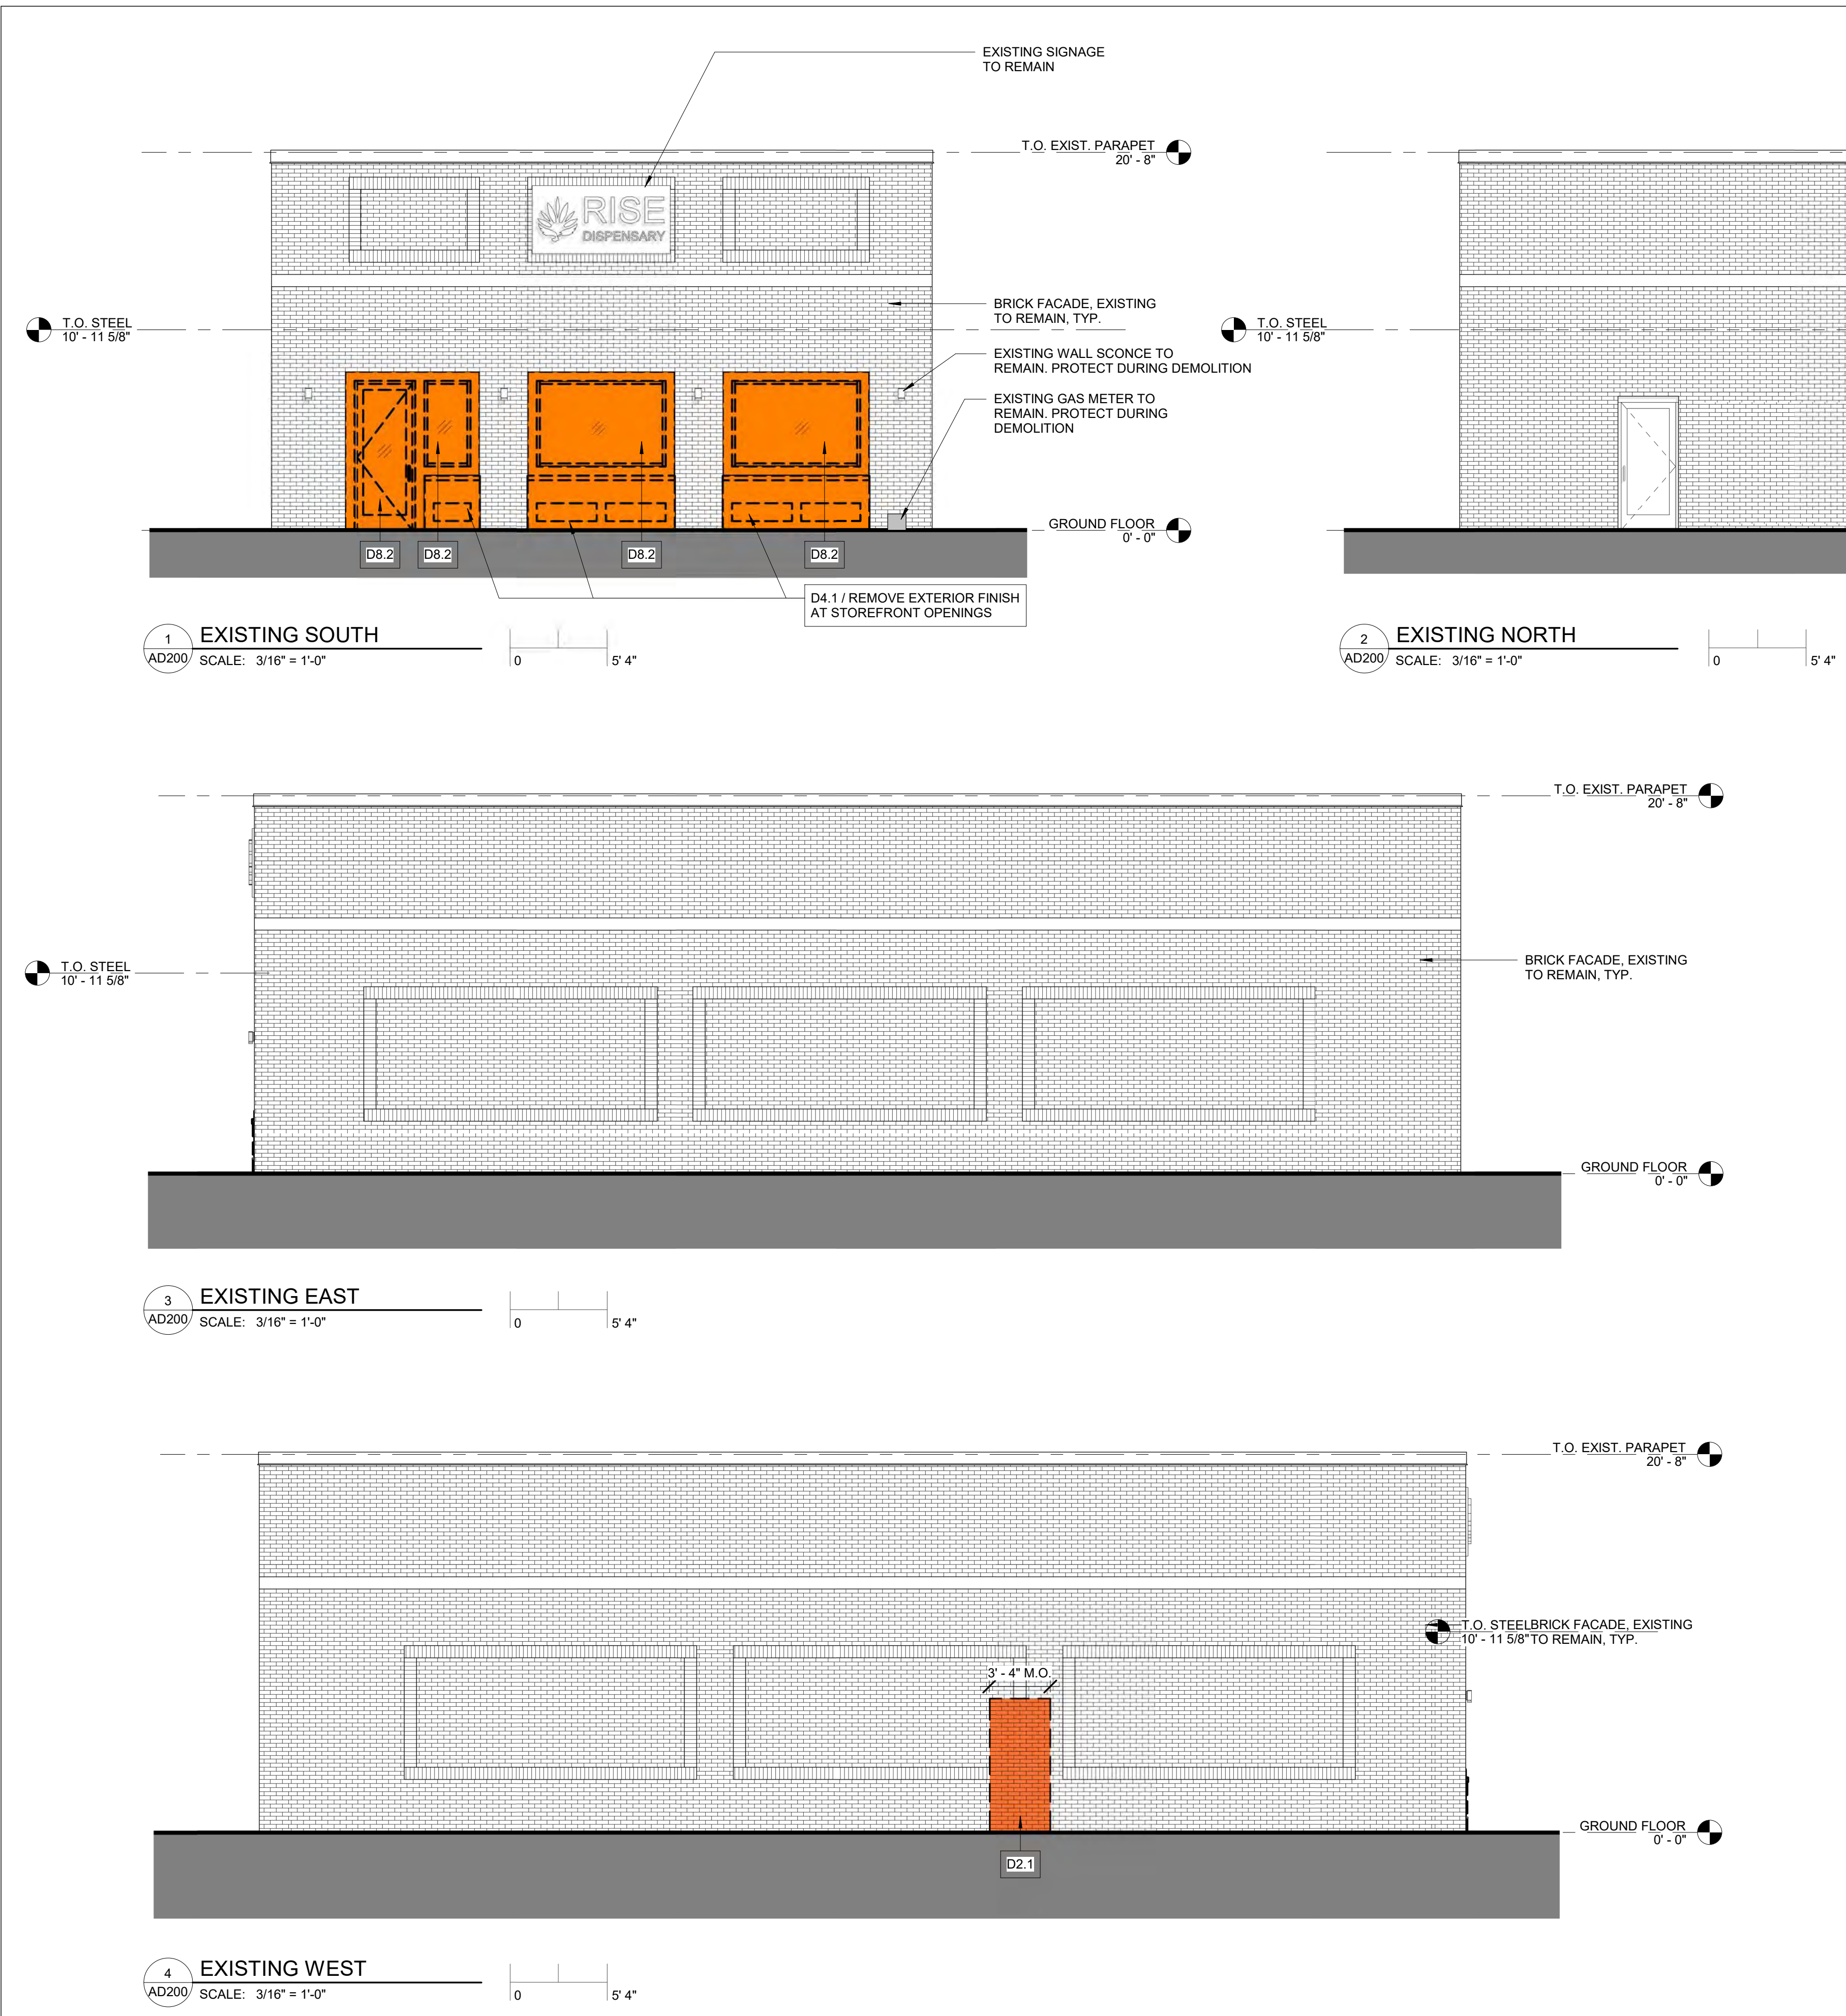 EXISTING SIGNAGE
TO REMAIN
T.O. EXIST. PARAPET
20' - 8"
RISE
DISPENSARY
BRICK FACADE, EXISTING
TO REMAIN, TYP.
T.O. STEEL
10' - 11 5/8"
EXISTING WALL SCONCE TO
REMAIN. PROTECT DURING DEMOLITION
EXISTING GAS METER TO
REMAIN. PROTECT DURING
DEMOLITION
GROUND FLOOR
0' - 0"
D8.2
D8.2
D8.2
D8.2
D4.1 / REMOVE EXTERIOR FINISH
AT STOREFRONT OPENINGS
1
AD200
EXISTING SOUTH
SCALE: 3/16" = 1'-0"
0
5' 4"
T.O. STEEL
10' - 11 5/8"
2
AD200
EXISTING NORTH
SCALE: 3/16" = 1'-0"
0
5' 4"
T.O. EXIST. PARAPET
20' - 8"
T.O. STEEL
10' - 11 5/8"
BRICK FACADE, EXISTING
TO REMAIN, TYP.
GROUND FLOOR
0' - 0"
3
AD200
EXISTING EAST
SCALE: 3/16" = 1'-0"
0
5' 4"
T.O. EXIST. PARAPET
20' - 8"
T.O. STEEL
10' - 11 5/8"
BRICK FACADE, EXISTING
TO REMAIN, TYP.
3' - 4" M.O.
GROUND FLOOR
0' - 0"
D2.1
4
AD200
EXISTING WEST
SCALE: 3/16" = 1'-0"
0
5' 4"